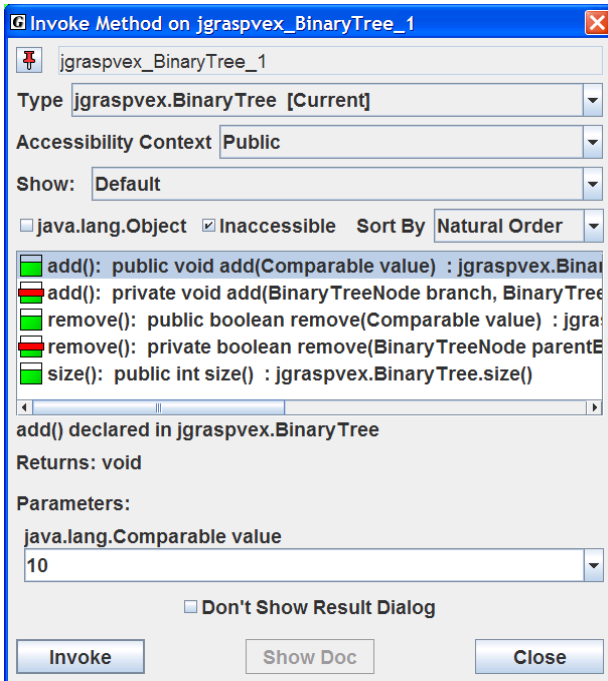 G Invoke Method on jgraspvex_BinaryTree_1
jgraspvex_BinaryTree_1
Type jgraspvex.BinaryTree [Current]
Accessibility Context Public
Show: Default
java.lang.Object Inaccessible Sort By Natural Order
add(): public void add(Comparable value) : jgraspvex.Binar
add(): private void add(BinaryTreeNode branch, BinaryTree
remove(): public boolean remove(Comparable value) : jgra
remove(): private boolean remove(BinaryTreeNode parentB
size(): public int size() : jgraspvex.BinaryTree.size()
add() declared in jgraspvex.BinaryTree
Returns: void
Parameters:
java.lang.Comparable value
10
Don't Show Result Dialog
Invoke Show Doc Close